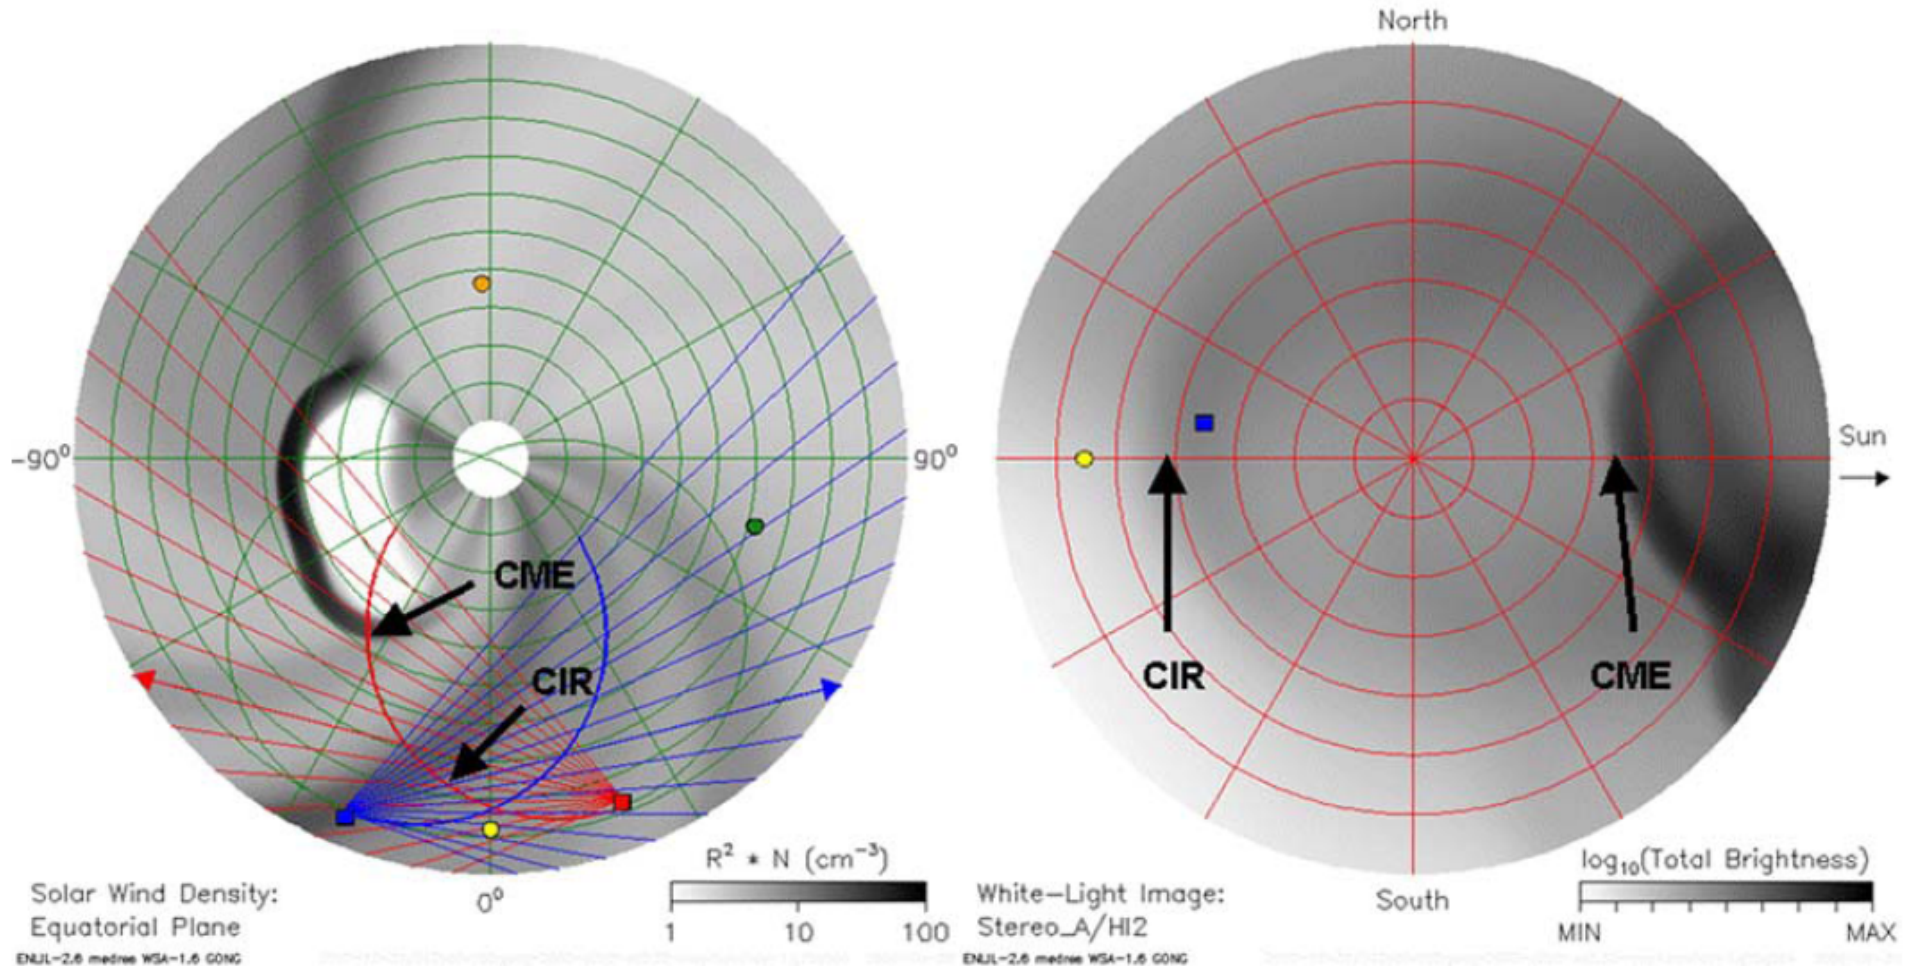 North
-90°
90°
CME
CIR
Sun
CIR
CME
R² * N (cm⁻³)
1 10 100
Solar Wind Density:
Equatorial Plane
0°
ENLIL-2.6 medres WSA-1.6 GONG
South
White-Light Image:
Stereo_A/HI2
log₁₀(Total Brightness)
MIN MAX
ENLIL-2.6 medres WSA-1.6 GONG